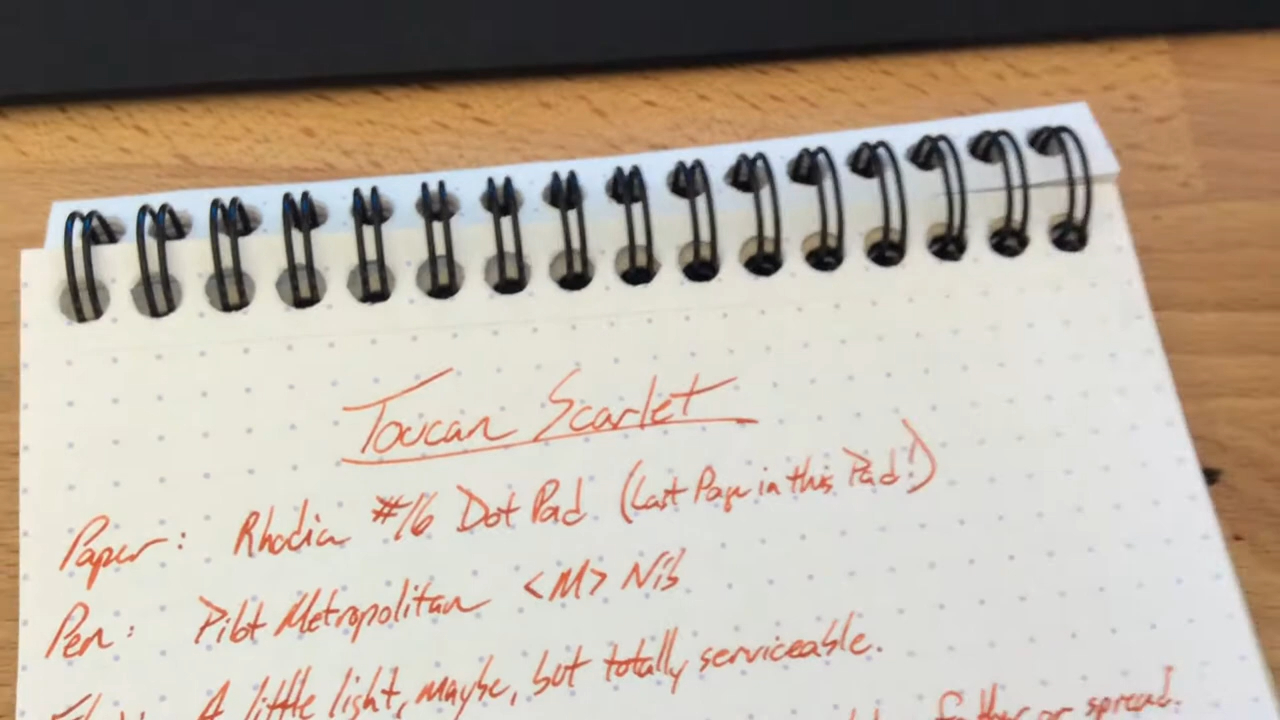 Toucan Scarlet
Paper: Rhodia #16 Dot Pad (Last Page in this Pad!)
Pen: Pilot Metropolitan <M> Nib
A little light, maybe, but totally serviceable.
or spread.